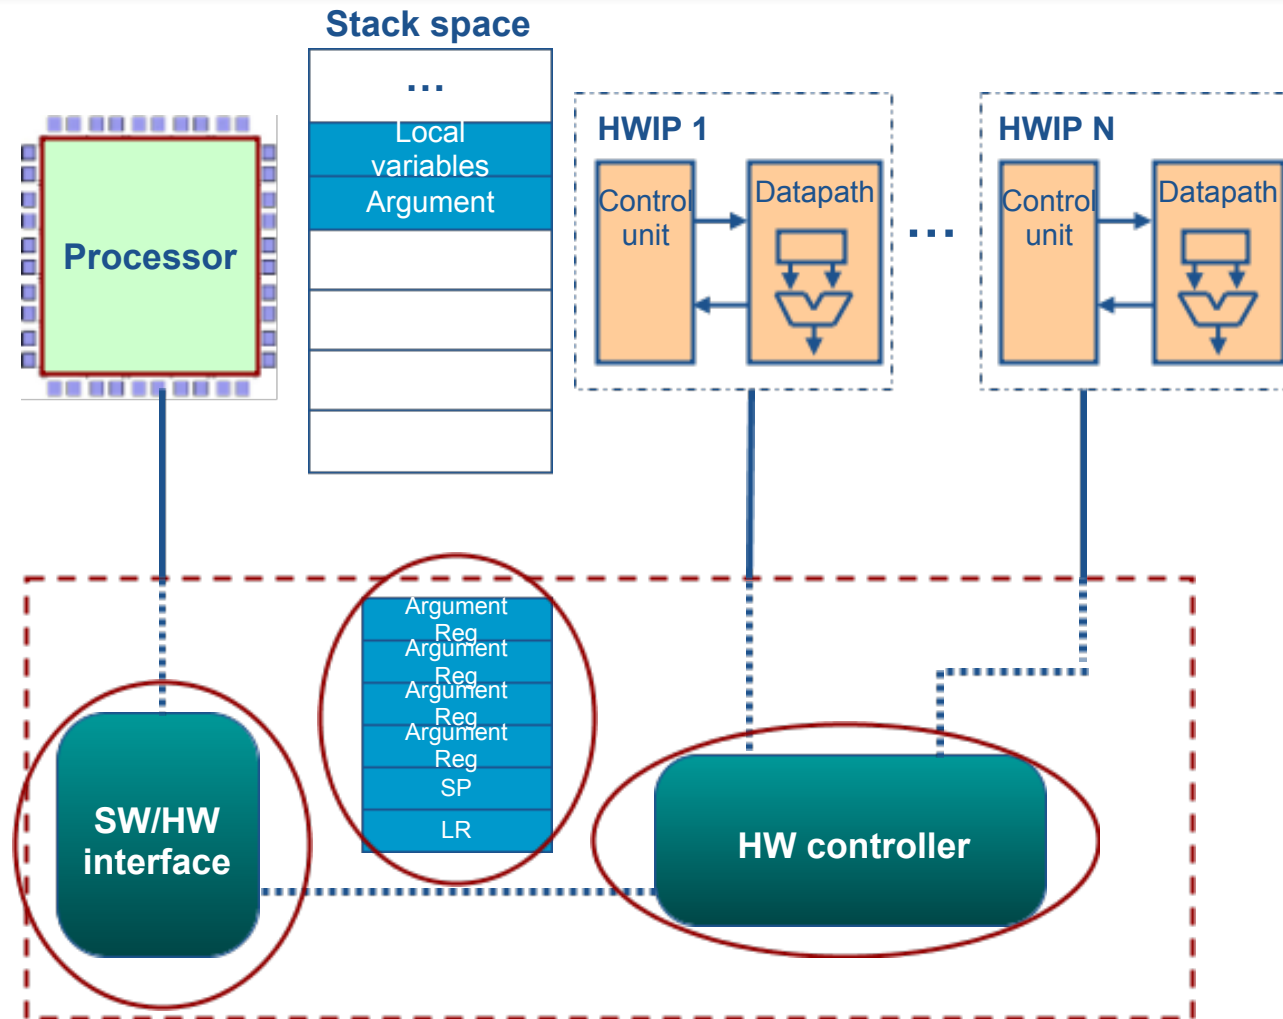 Stack space
...
Local
variables
Argument
Processor
HWIP 1
Control
unit
Datapath
...
HWIP N
Control
unit
Datapath
Argument
Reg
Argument
Reg
Argument
Reg
Argument
Reg
SP
LR
SW/HW
interface
HW controller